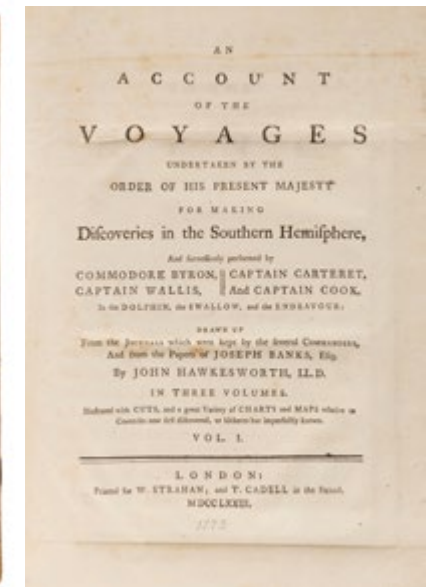 AN
ACCOUNT
OF THE
VOYAGES
UNDERTAKEN BY THE
ORDER OF HIS PRESENT MAJESTY
FOR MAKING
Diſcoveries in the Southern Hemiſphere,
And ſucceſſively performed by
COMMODORE BYRON, CAPTAIN CARTERET,
CAPTAIN WALLIS, And CAPTAIN COOK,
In the DOLPHIN, the SWALLOW, and the ENDEAVOUR:
DRAWN UP
From the JOURNALS which were kept by the ſeveral COMMANDERS,
And from the Papers of JOSEPH BANKS, Eſq;
By JOHN HAWKESWORTH, LL.D.
IN THREE VOLUMES.
Illuſtrated with CUTS, and a great Variety of CHARTS and MAPS relative to
Countries now firſt diſcovered, or hitherto but imperfectly known.
VOL. I.
LONDON:
Printed for W. STRAHAN; and T. CADELL in the Strand.
MDCCLXXIII.
1773